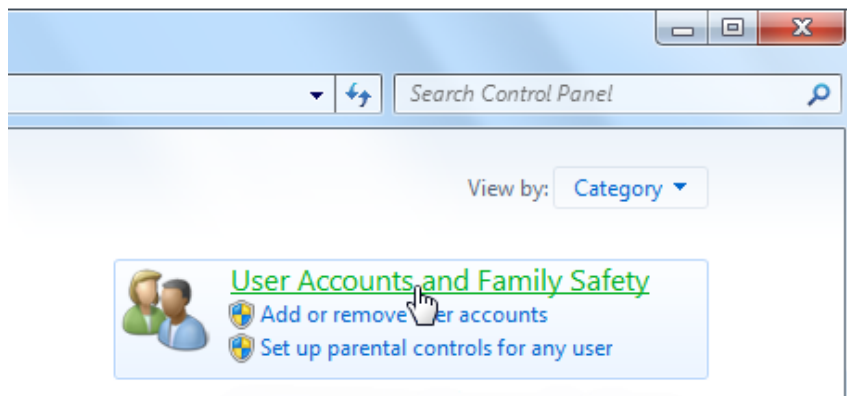 Search Control Panel
View by: Category
User Accounts and Family Safety
Add or remove user accounts
Set up parental controls for any user